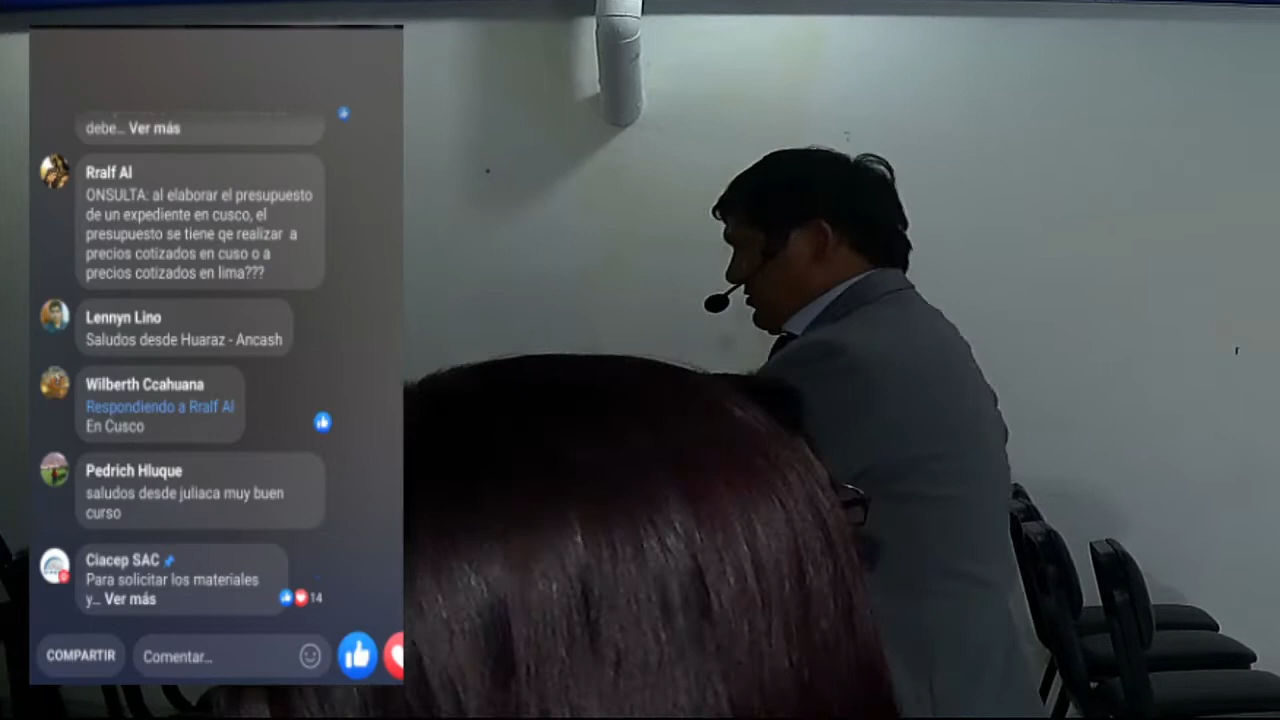 debe... Ver más
Rralf Al
ONSULTA: al elaborar el presupuesto
de un expediente en cusco, el
presupuesto se tiene qe realizar a
precios cotizados en cuso o a
precios cotizados en lima???
Lennyn Lino
Saludos desde Huaraz - Ancash
Wilberth Ccahuana
Respondiendo a Rralf Al
En Cusco
Pedrich Hluque
saludos desde juliaca muy buen
curso
Ciacep SAC
Para solicitar los materiales
y... Ver más
14
COMPARTIR
Comentar...